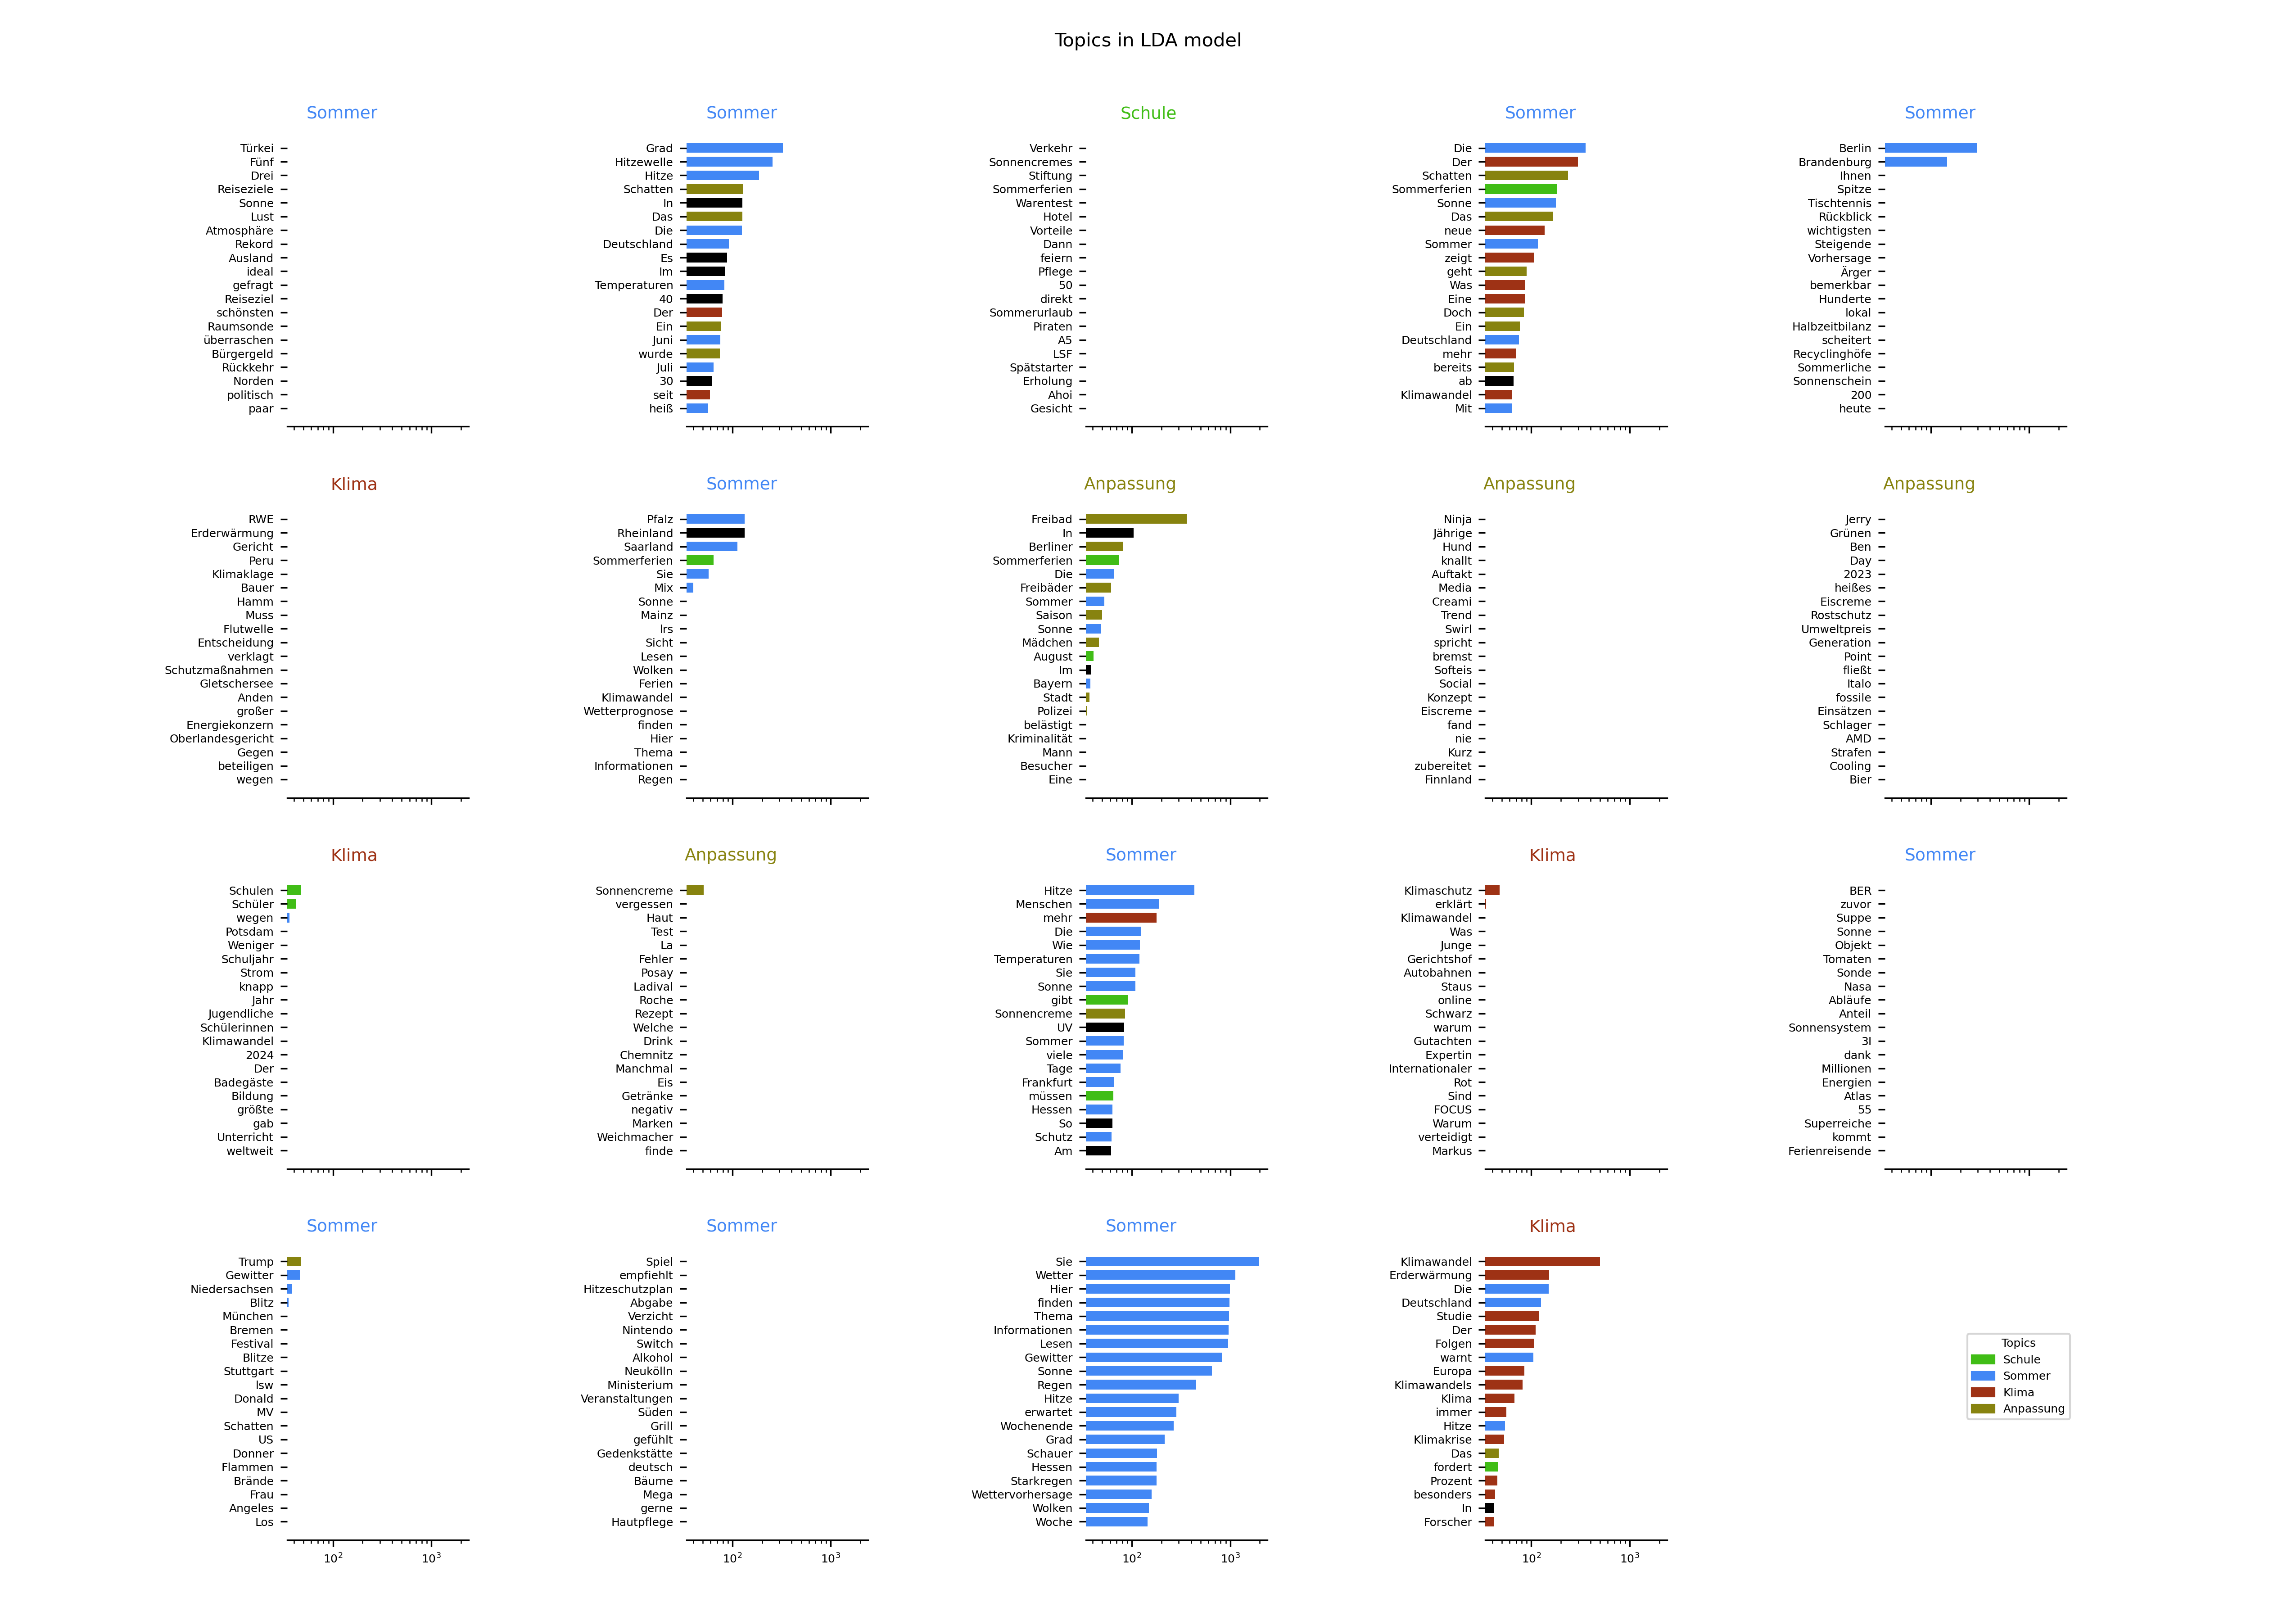 Topics in LDA model
Sommer
Türkei
Fünf
Drei
Reiseziele
Sonne
Lust
Atmosphäre
Rekord
Ausland
ideal
gefragt
Reiseziel
schönsten
Raumsonde
überraschen
Bürgergeld
Rückkehr
Norden
politisch
paar
Sommer
Grad
Hitzewelle
Hitze
Schatten
In
Das
Die
Deutschland
Es
Im
Temperaturen
40
Der
Ein
Juni
wurde
Juli
30
seit
heiß
Schule
Verkehr
Sonnencremes
Stiftung
Sommerferien
Warentest
Hotel
Vorteile
Dann
feiern
Pflege
50
direkt
Sommerurlaub
Piraten
A5
LSF
Spätstarter
Erholung
Ahoi
Gesicht
Sommer
Die
Der
Schatten
Sommerferien
Sonne
Das
neue
Sommer
zeigt
geht
Was
Eine
Doch
Ein
Deutschland
mehr
bereits
ab
Klimawandel
Mit
Sommer
Berlin
Brandenburg
Ihnen
Spitze
Tischtennis
Rückblick
wichtigsten
Steigende
Vorhersage
Ärger
bemerkbar
Hunderte
lokal
Halbzeitbilanz
scheitert
Recyclinghöfe
Sommerliche
Sonnenschein
200
heute
Klima
RWE
Erderwärmung
Gericht
Peru
Klimaklage
Bauer
Hamm
Muss
Flutwelle
Entscheidung
verklagt
Schutzmaßnahmen
Gletschersee
Anden
großer
Energiekonzern
Oberlandesgericht
Gegen
beteiligen
wegen
Sommer
Pfalz
Rheinland
Saarland
Sommerferien
Sie
Mix
Sonne
Mainz
Irs
Sicht
Lesen
Wolken
Ferien
Klimawandel
Wetterprognose
finden
Hier
Thema
Informationen
Regen
Anpassung
Freibad
In
Berliner
Sommerferien
Die
Freibäder
Sommer
Saison
Sonne
Mädchen
August
Im
Bayern
Stadt
Polizei
belästigt
Kriminalität
Mann
Besucher
Eine
Anpassung
Ninja
Jährige
Hund
knallt
Auftakt
Media
Creami
Trend
Swirl
spricht
bremst
Softeis
Social
Konzept
Eiscreme
fand
nie
Kurz
zubereitet
Finnland
Anpassung
Jerry
Grünen
Ben
Day
2023
heißes
Eiscreme
Rostschutz
Umweltpreis
Generation
Point
fließt
Italo
fossile
Einsätzen
Schlager
AMD
Strafen
Cooling
Bier
Klima
Schulen
Schüler
wegen
Potsdam
Weniger
Schuljahr
Strom
knapp
Jahr
Jugendliche
Schülerinnen
Klimawandel
2024
Der
Badegäste
Bildung
größte
gab
Unterricht
weltweit
Anpassung
Sonnencreme
vergessen
Haut
Test
La
Fehler
Posay
Ladival
Roche
Rezept
Welche
Drink
Chemnitz
Manchmal
Eis
Getränke
negativ
Marken
Weichmacher
finde
Sommer
Hitze
Menschen
mehr
Die
Wie
Temperaturen
Sie
Sonne
gibt
Sonnencreme
UV
Sommer
viele
Tage
Frankfurt
müssen
Hessen
So
Schutz
Am
Klima
Klimaschutz
erklärt
Klimawandel
Was
Junge
Gerichtshof
Autobahnen
Staus
online
Schwarz
warum
Gutachten
Expertin
Internationaler
Rot
Sind
FOCUS
Warum
verteidigt
Markus
Sommer
BER
zuvor
Suppe
Sonne
Objekt
Tomaten
Sonde
Nasa
Abläufe
Anteil
Sonnensystem
3I
dank
Millionen
Energien
Atlas
55
Superreiche
kommt
Ferienreisende
Sommer
Trump
Gewitter
Niedersachsen
Blitz
München
Bremen
Festival
Blitze
Stuttgart
lsw
Donald
MV
Schatten
US
Donner
Flammen
Brände
Frau
Angeles
Los
10² 10³
Sommer
Spiel
empfiehlt
Hitzeschutzplan
Abgabe
Verzicht
Nintendo
Switch
Alkohol
Neukölln
Ministerium
Veranstaltungen
Süden
Grill
gefühlt
Gedenkstätte
deutsch
Bäume
Mega
gerne
Hautpflege
10² 10³
Sommer
Sie
Wetter
Hier
finden
Thema
Informationen
Lesen
Gewitter
Sonne
Regen
Hitze
erwartet
Wochenende
Grad
Schauer
Hessen
Starkregen
Wettervorhersage
Wolken
Woche
10² 10³
Klima
Klimawandel
Erderwärmung
Die
Deutschland
Studie
Der
Folgen
warnt
Europa
Klimawandels
Klima
immer
Hitze
Klimakrise
Das
fordert
Prozent
besonders
In
Forscher
10² 10³
Topics
Schule
Sommer
Klima
Anpassung